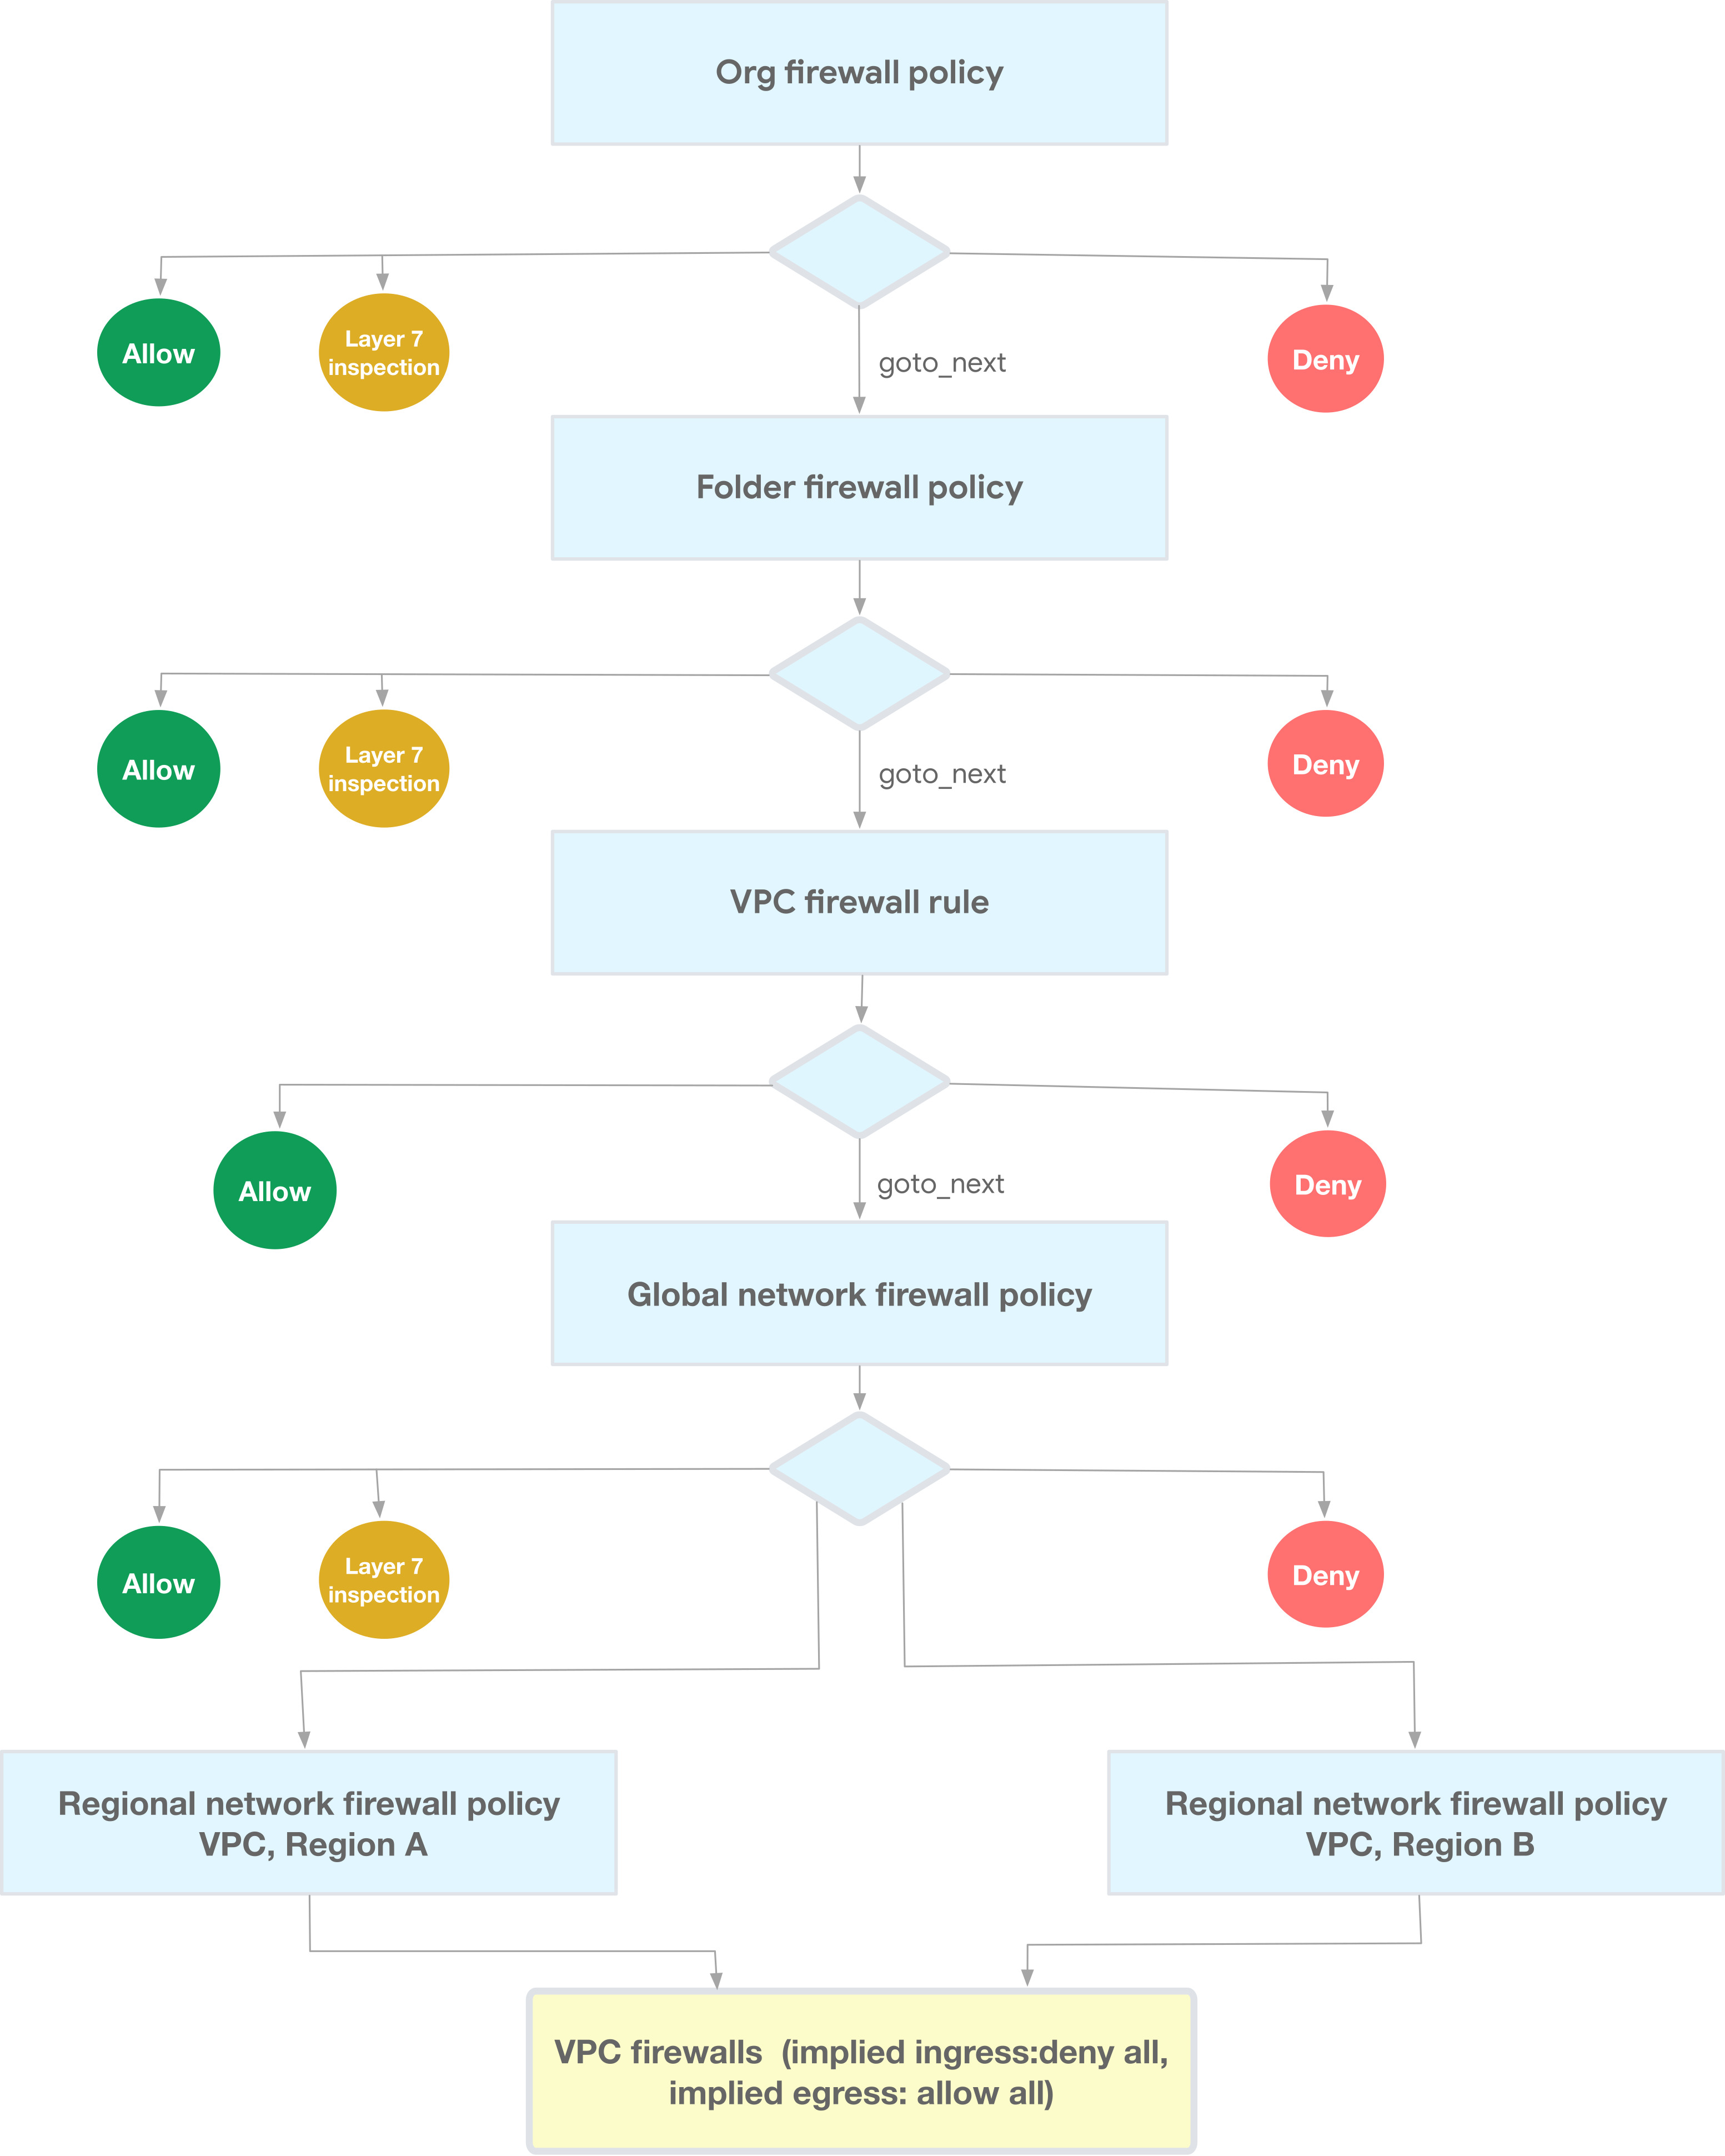 Org firewall policy
Allow
Layer 7
inspection
goto_next
Deny
Folder firewall policy
Allow
Layer 7
inspection
goto_next
Deny
VPC firewall rule
Allow
goto_next
Deny
Global network firewall policy
Allow
Layer 7
inspection
Deny
Regional network firewall policy
VPC, Region A
Regional network firewall policy
VPC, Region B
VPC firewalls  (implied ingress:deny all,
implied egress: allow all)